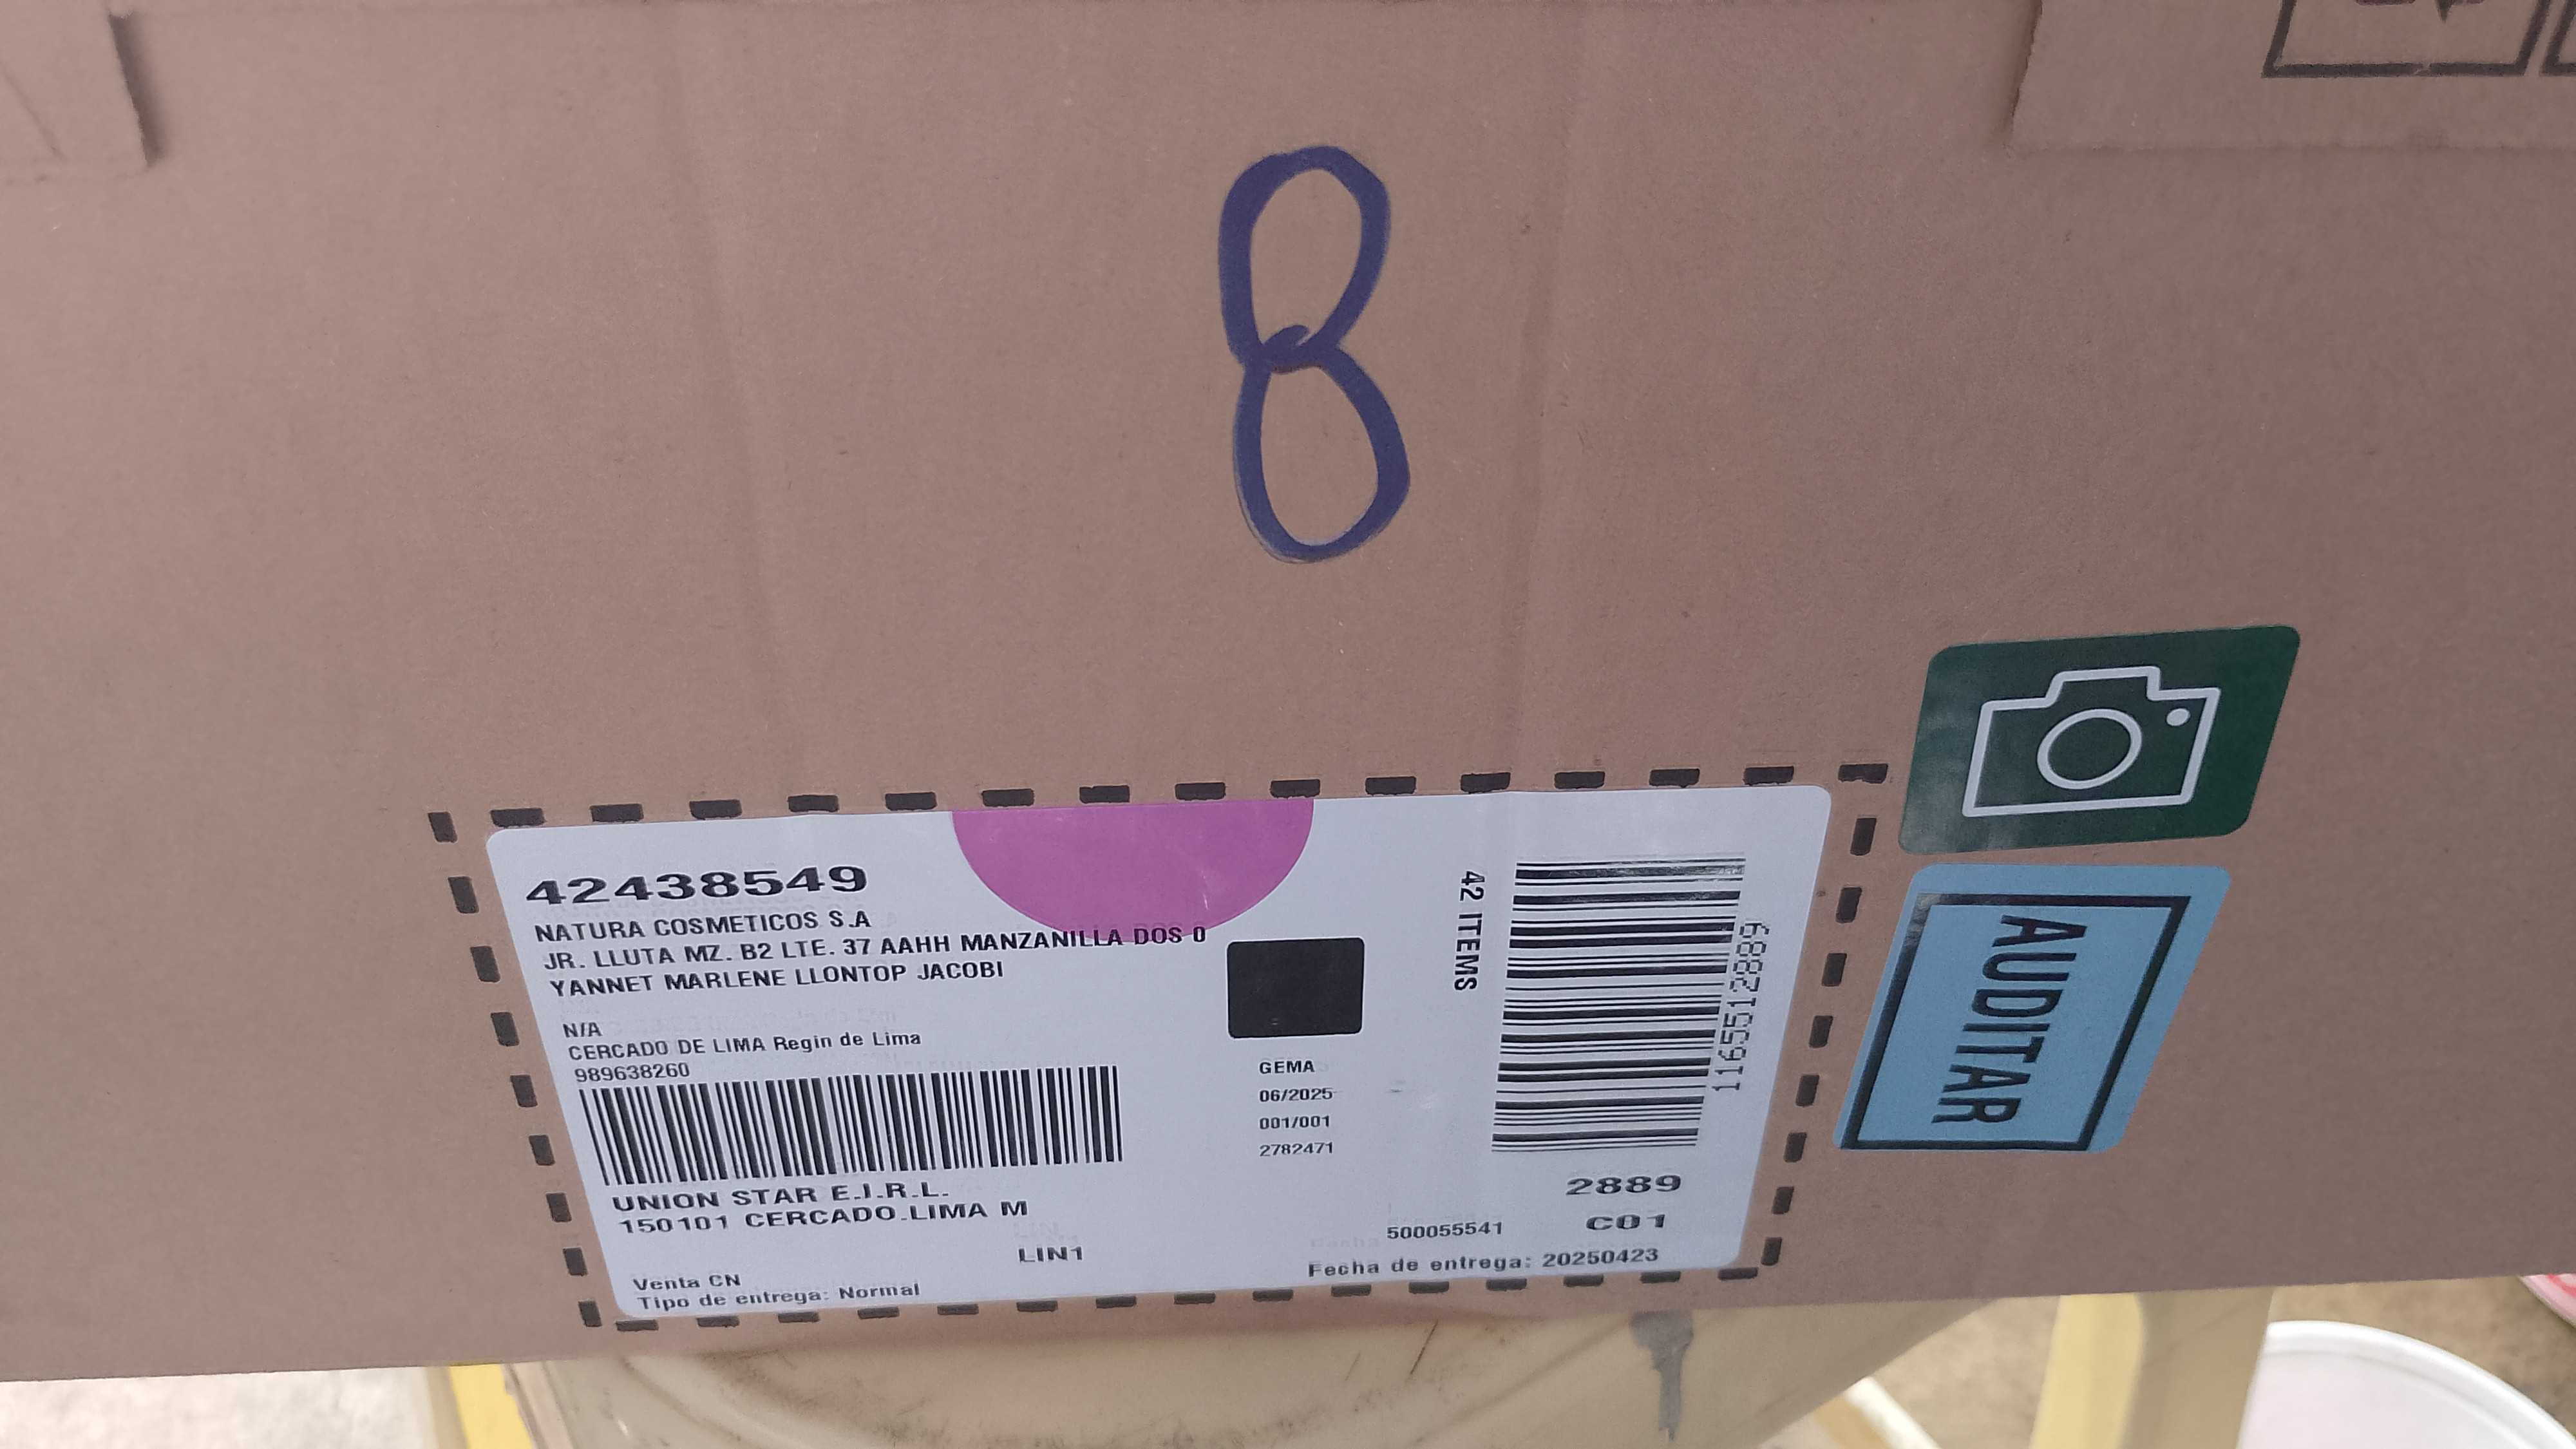 8
42438549
NATURA COSMETICOS S.A
JR. LLUTA MZ. B2 LTE. 37 AAHH MANZANILLA DOS 0
YANNET MARLENE LLONTOP JACOBI
N/A
CERCADO DE LIMA Regin de Lima
989638260
UNION STAR E.I.R.L.
150101 CERCADO.LIMA M
LIN1
Venta CN
Tipo de entrega: Normal
GEMA
06/2025
001/001
2782471
42 ITEMS
1165512889
2889
C01
500055541
Fecha de entrega: 20250423
AUDITAR